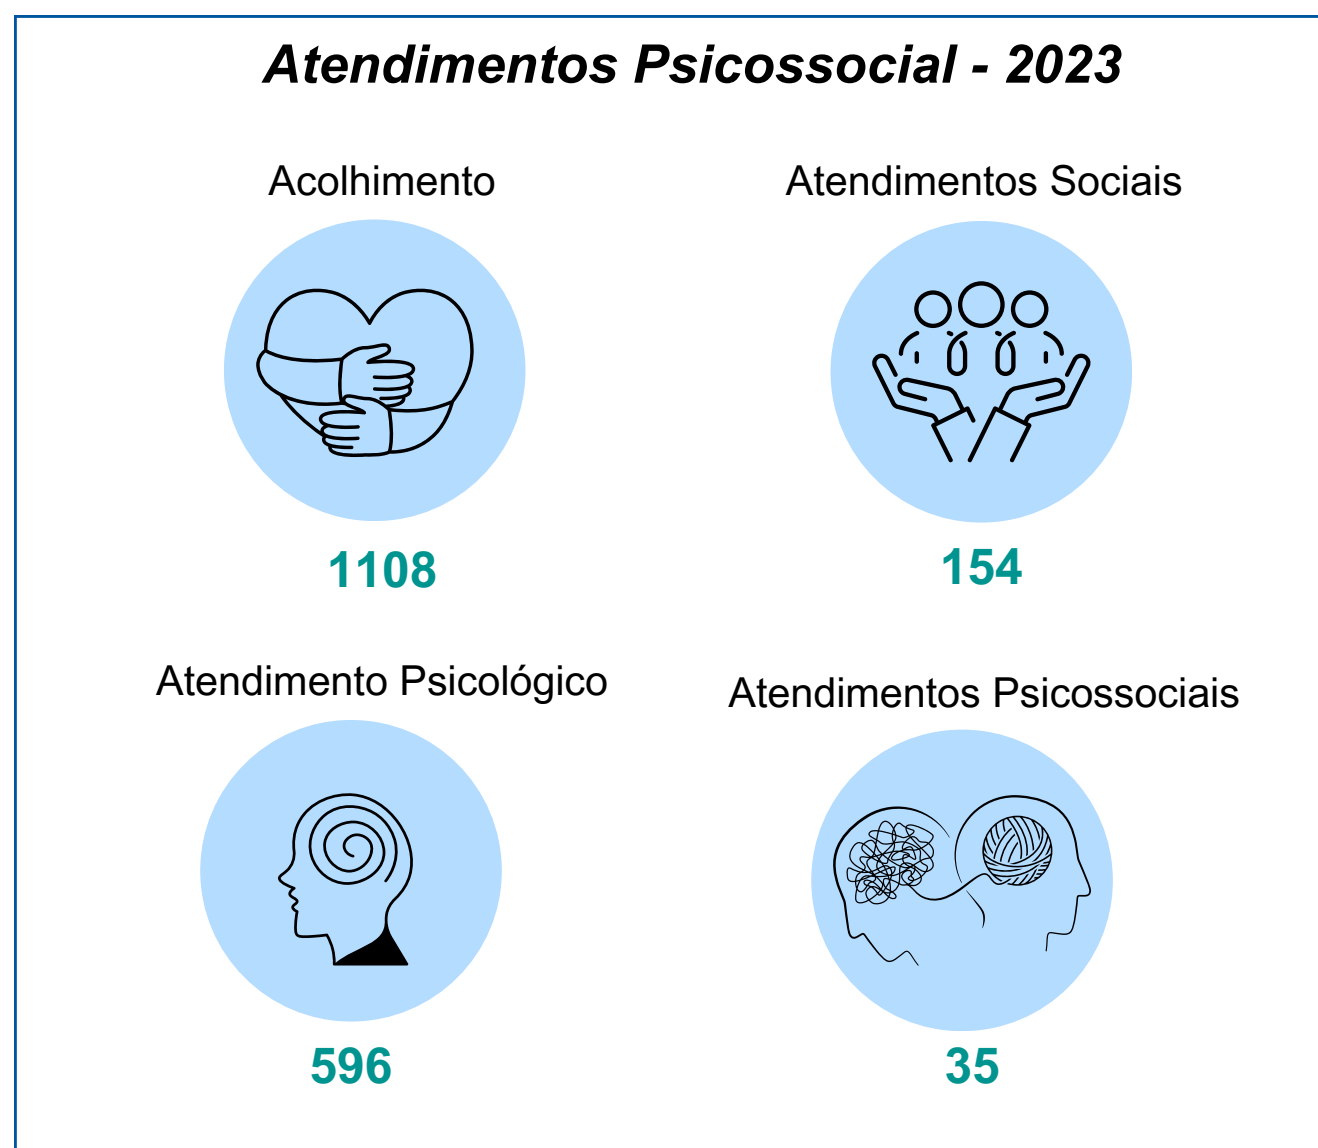 Atendimentos Psicossocial - 2023
Acolhimento
1108
Atendimentos Sociais
154
Atendimento Psicológico
596
Atendimentos Psicossociais
35